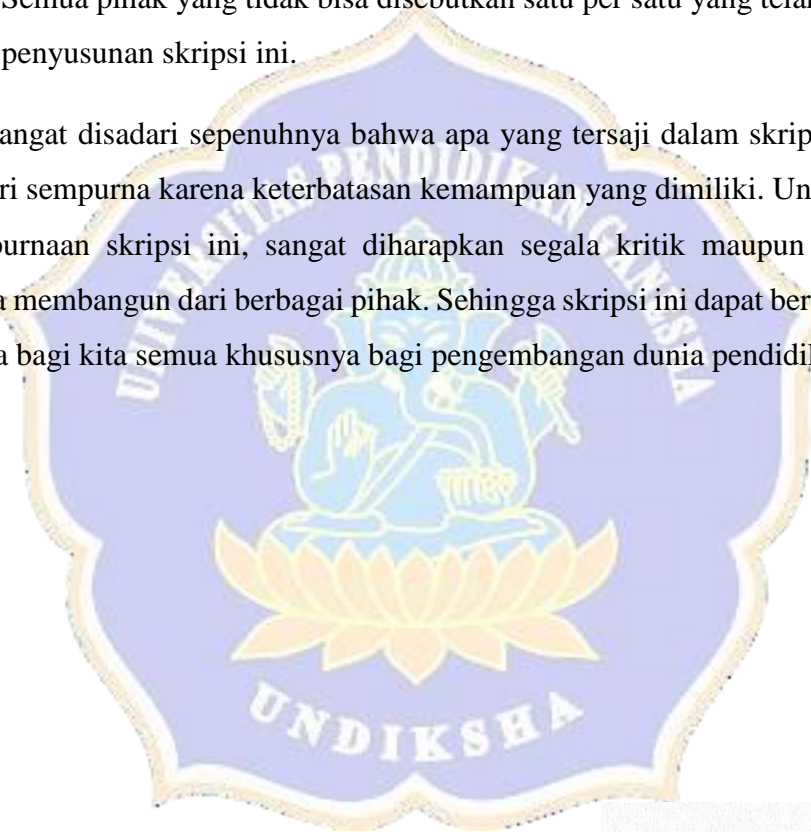 Semua pihak yang tidak bisa disebutkan satu per satu yang
penyusunan skripsi ini.
angat disadari sepenuhnya bahwa apa yang tersaji dalam skrip
ri sempurna karena keterbatasan kemampuan yang dimiliki. Un
purnaan skripsi ini, sangat diharapkan segala kritik maupun
a membangun dari berbagai pihak. Sehingga skripsi ini dapat ber
a bagi kita semua khususnya bagi pengembangan dunia pendidi
UNIVERSITAS PENDIDIKAN GANESHA
UNDIKSHA